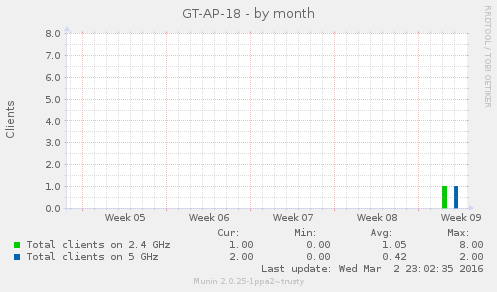 GT-AP-18 - by month
RRDTOOL / TOBI OETIKER
Clients
8.0
7.0
6.0
5.0
4.0
3.0
2.0
1.0
0.0
Week 05 Week 06 Week 07 Week 08 Week 09
Cur: Min: Avg: Max:
Total clients on 2.4 GHz 1.00 0.00 1.05 8.00
Total clients on 5 GHz 2.00 0.00 0.42 2.00
Last update: Wed Mar 2 23:02:35 2016
Munin 2.0.25-1ppa2~trusty